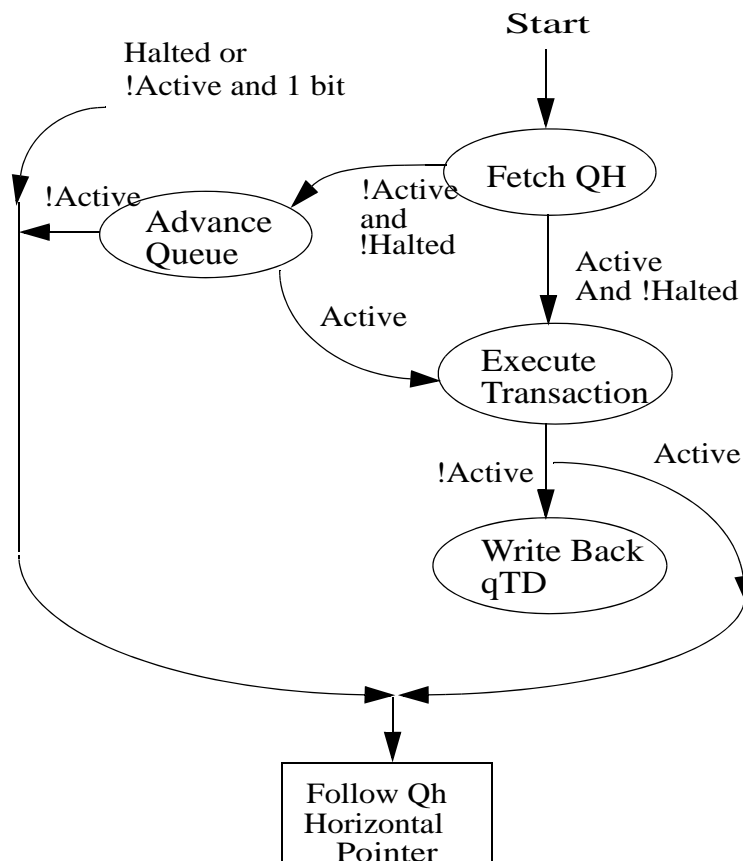 Start
Halted or
!Active and 1 bit
Fetch QH
!Active
!Active
and
!Halted
Advance
Queue
Active
And !Halted
Active
Execute
Transaction
!Active
Active
Write Back
qTD
Follow Qh
Horizontal
Pointer